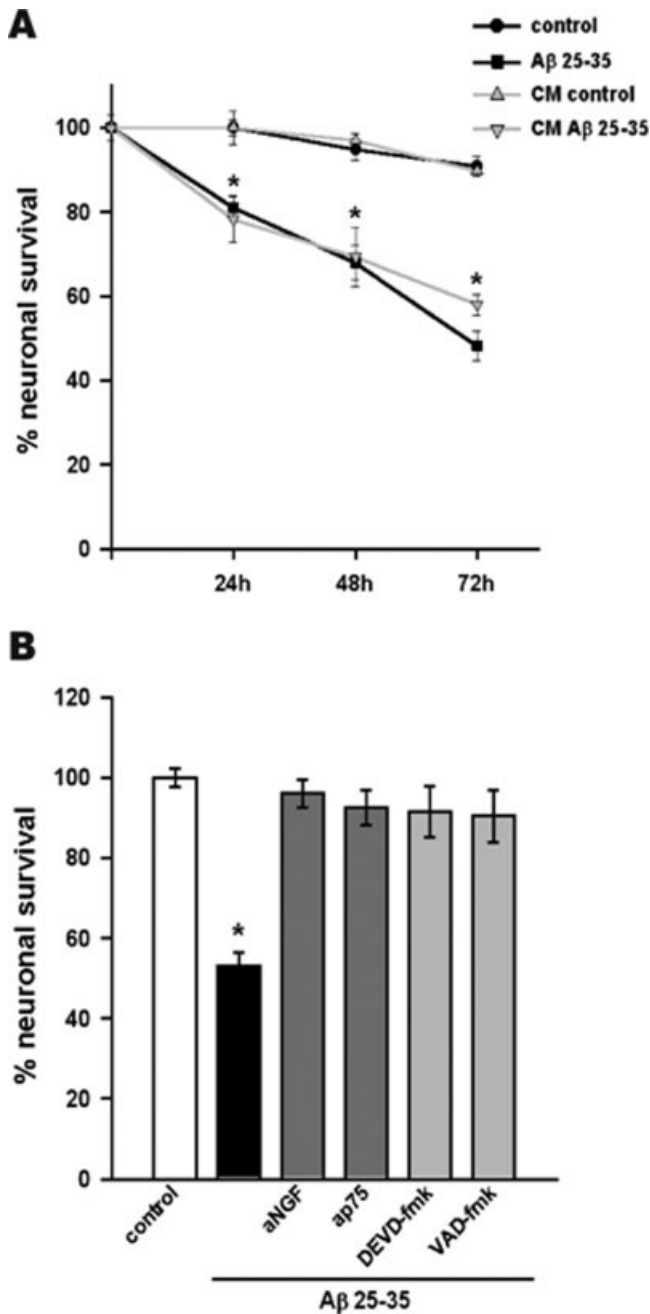 A
control
Aβ 25-35
CM control
CM Aβ 25-35
% neuronal survival
100
80
60
40
20
0
* * *
24h 48h 72h
B
% neuronal survival
120
100
80
60
40
20
0
*
control aNGF ap75 DEVD-fmk VAD-fmk
Aβ 25-35